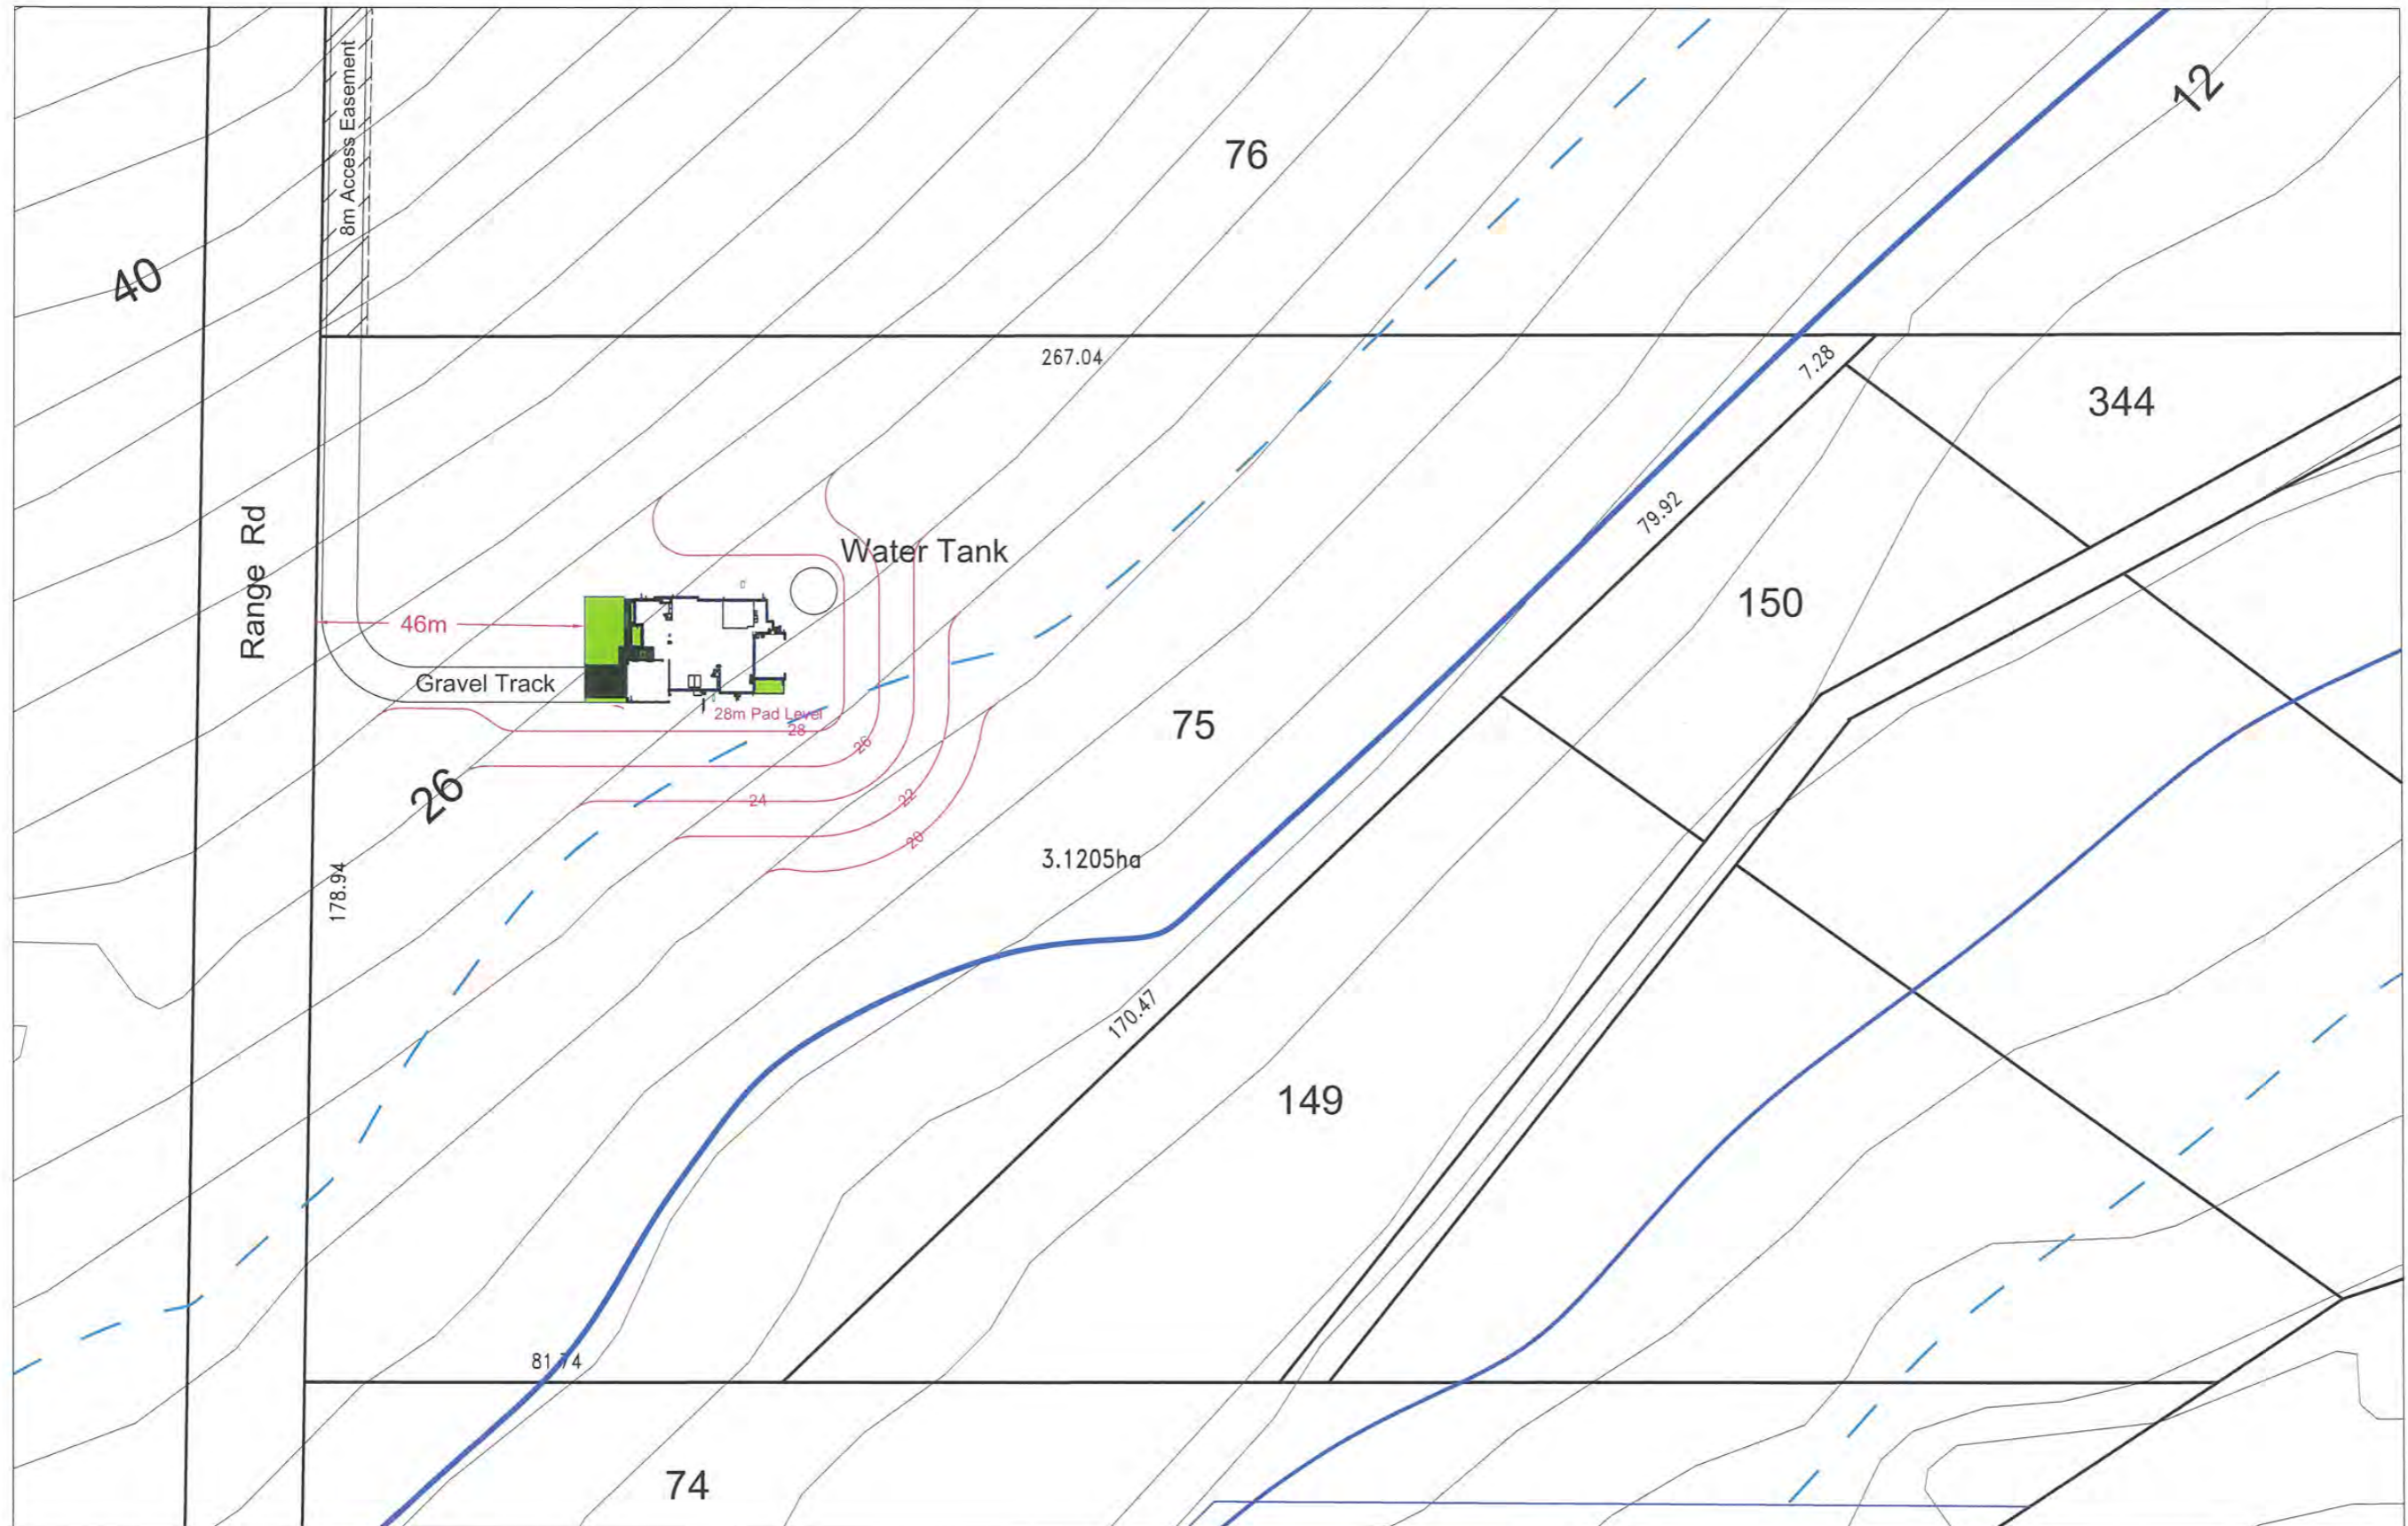 8m Access Easement
12
76
40
267.04
7.28
344
79.92
Range Rd
Water Tank
150
46m
Gravel Track
75
28m Pad Level
28
26
26
24
22
20
3.1205ha
178.94
170.47
149
81.74
74